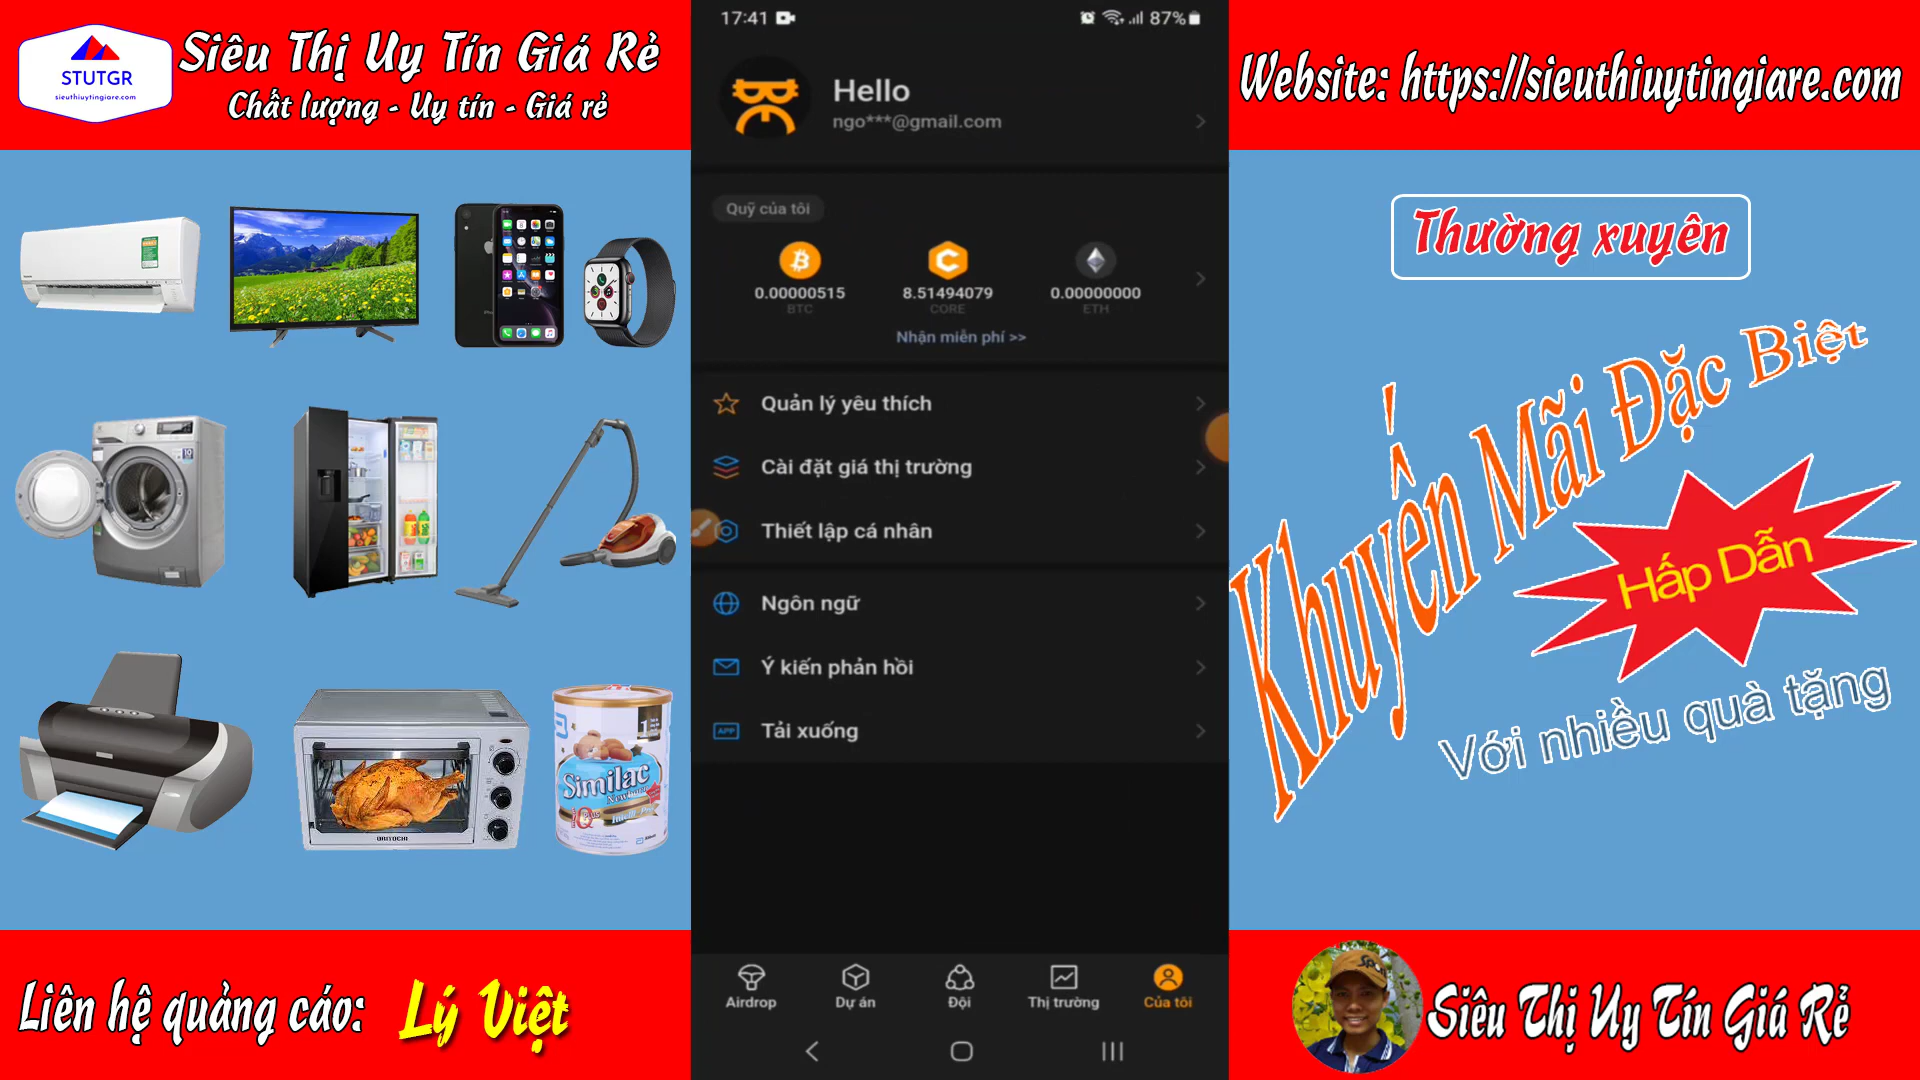 STUTGR
sieuthiuytingiare.com
Siêu Thị Uy Tín Giá Rẻ
Chất lượng - Uy tín - Giá rẻ
17:41
87%
Hello
ngo***@gmail.com
Quỹ của tôi
0.00000515
8.51494079
0.00000000
BTC
CORE
ETH
Nhận miễn phí >>
Quản lý yêu thích
Cài đặt giá thị trường
Thiết lập cá nhân
Ngôn ngữ
Ý kiến phản hồi
APP
Tải xuống
Airdrop
Dự án
Đội
Thị trường
Của tôi
Website: https://sieuthiuytingiare.com
Thường xuyên
Khuyến Mãi Đặc Biệt
Hấp Dẫn
Với nhiều quà tặng
Similac
Liên hệ quảng cáo:
Lý Việt
Siêu Thị Uy Tín Giá Rẻ